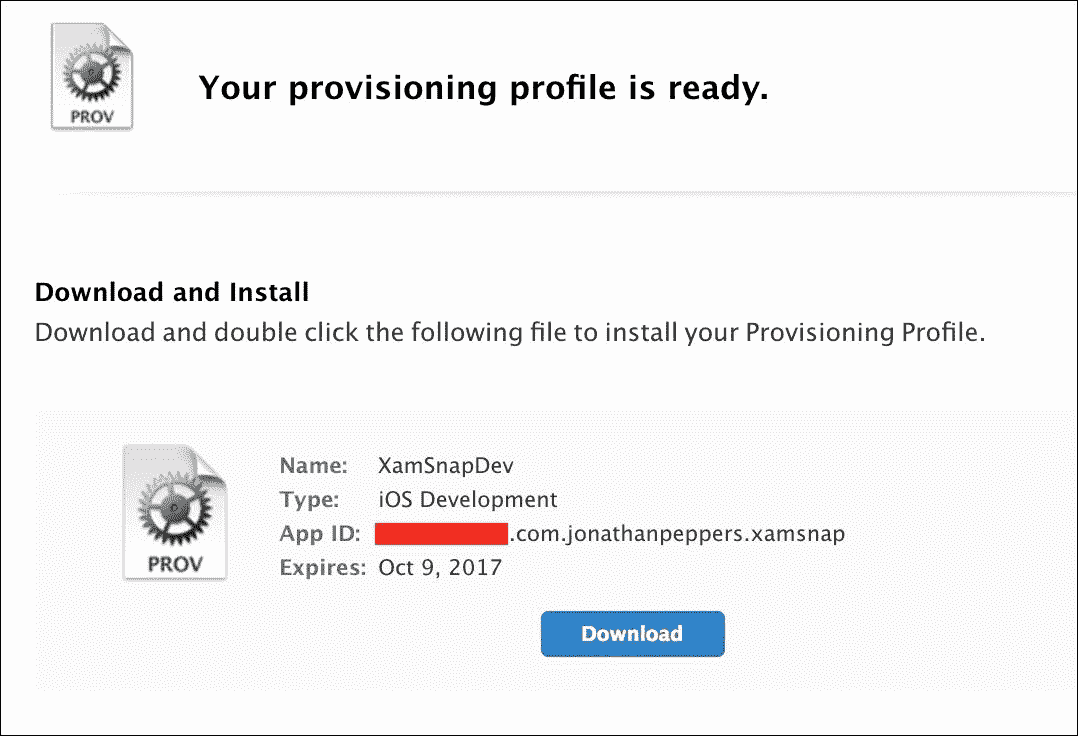 PROV
Your provisioning profile is ready.
Download and Install
Download and double click the following file to install your Provisioning Profile.
Name: XamSnapDev
Type: iOS Development
App ID: .com.jonathanpeppers.xamsnap
Expires: Oct 9, 2017
PROV
Download